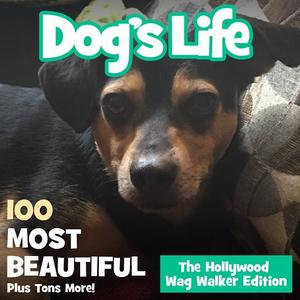 Dog's Life
100
MOST
BEAUTIFUL
Plus Tons More!
The Hollywood
Wag Walker Edition